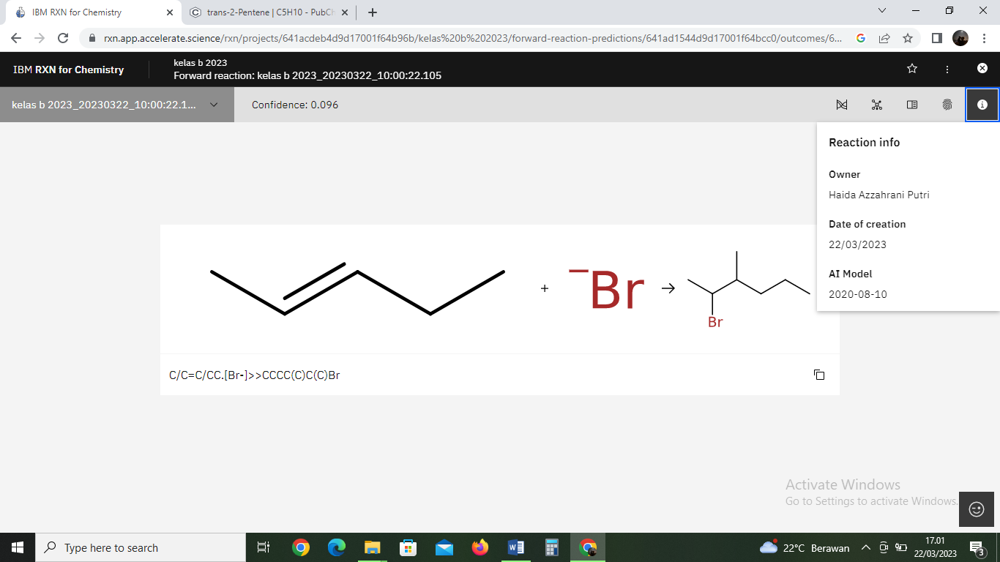 IBM RXN for Chemistry
trans-2-Pentene | C5H10 - PubCh
rxn.app.accelerate.science/rxn/projects/641acdeb4d9d17001f64b96b/kelas%20b%202023/forward-reaction-predictions/641ad1544d9d17001f64bcc0/outcomes/6...
IBM RXN for Chemistry
kelas b 2023
Forward reaction: kelas b 2023_20230322_10:00:22.105
kelas b 2023_20230322_10:00:22.1...
Confidence: 0.096
Reaction info
Owner
Haida Azzahrani Putri
Date of creation
22/03/2023
AI Model
2020-08-10
+
−Br
→
Br
C/C=C/CC.[Br-]>>CCCC(C)C(C)Br
Activate Windows
Go to Settings to activate Windows.
Type here to search
22°C Berawan
17.01
22/03/2023
3